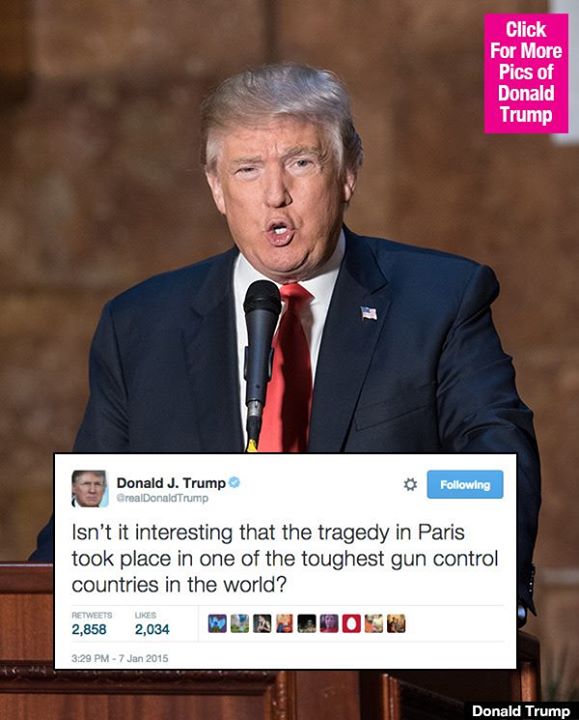 Click
For More
Pics of
Donald
Trump
Donald J. Trump
@realDonaldTrump
Following
Isn't it interesting that the tragedy in Paris
took place in one of the toughest gun control
countries in the world?
RETWEETS LIKES
2,858 2,034
3:29 PM - 7 Jan 2015
Donald Trump